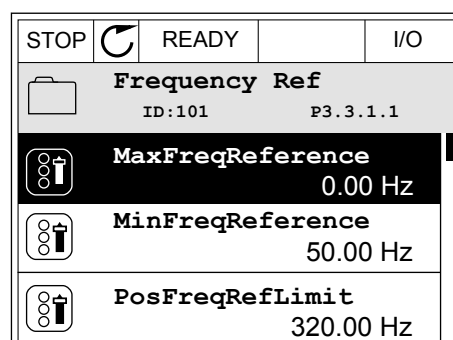 STOP READY I/O
Frequency Ref
ID:101 P3.3.1.1
MaxFreqReference
0.00 Hz
MinFreqReference
50.00 Hz
PosFreqRefLimit
320.00 Hz